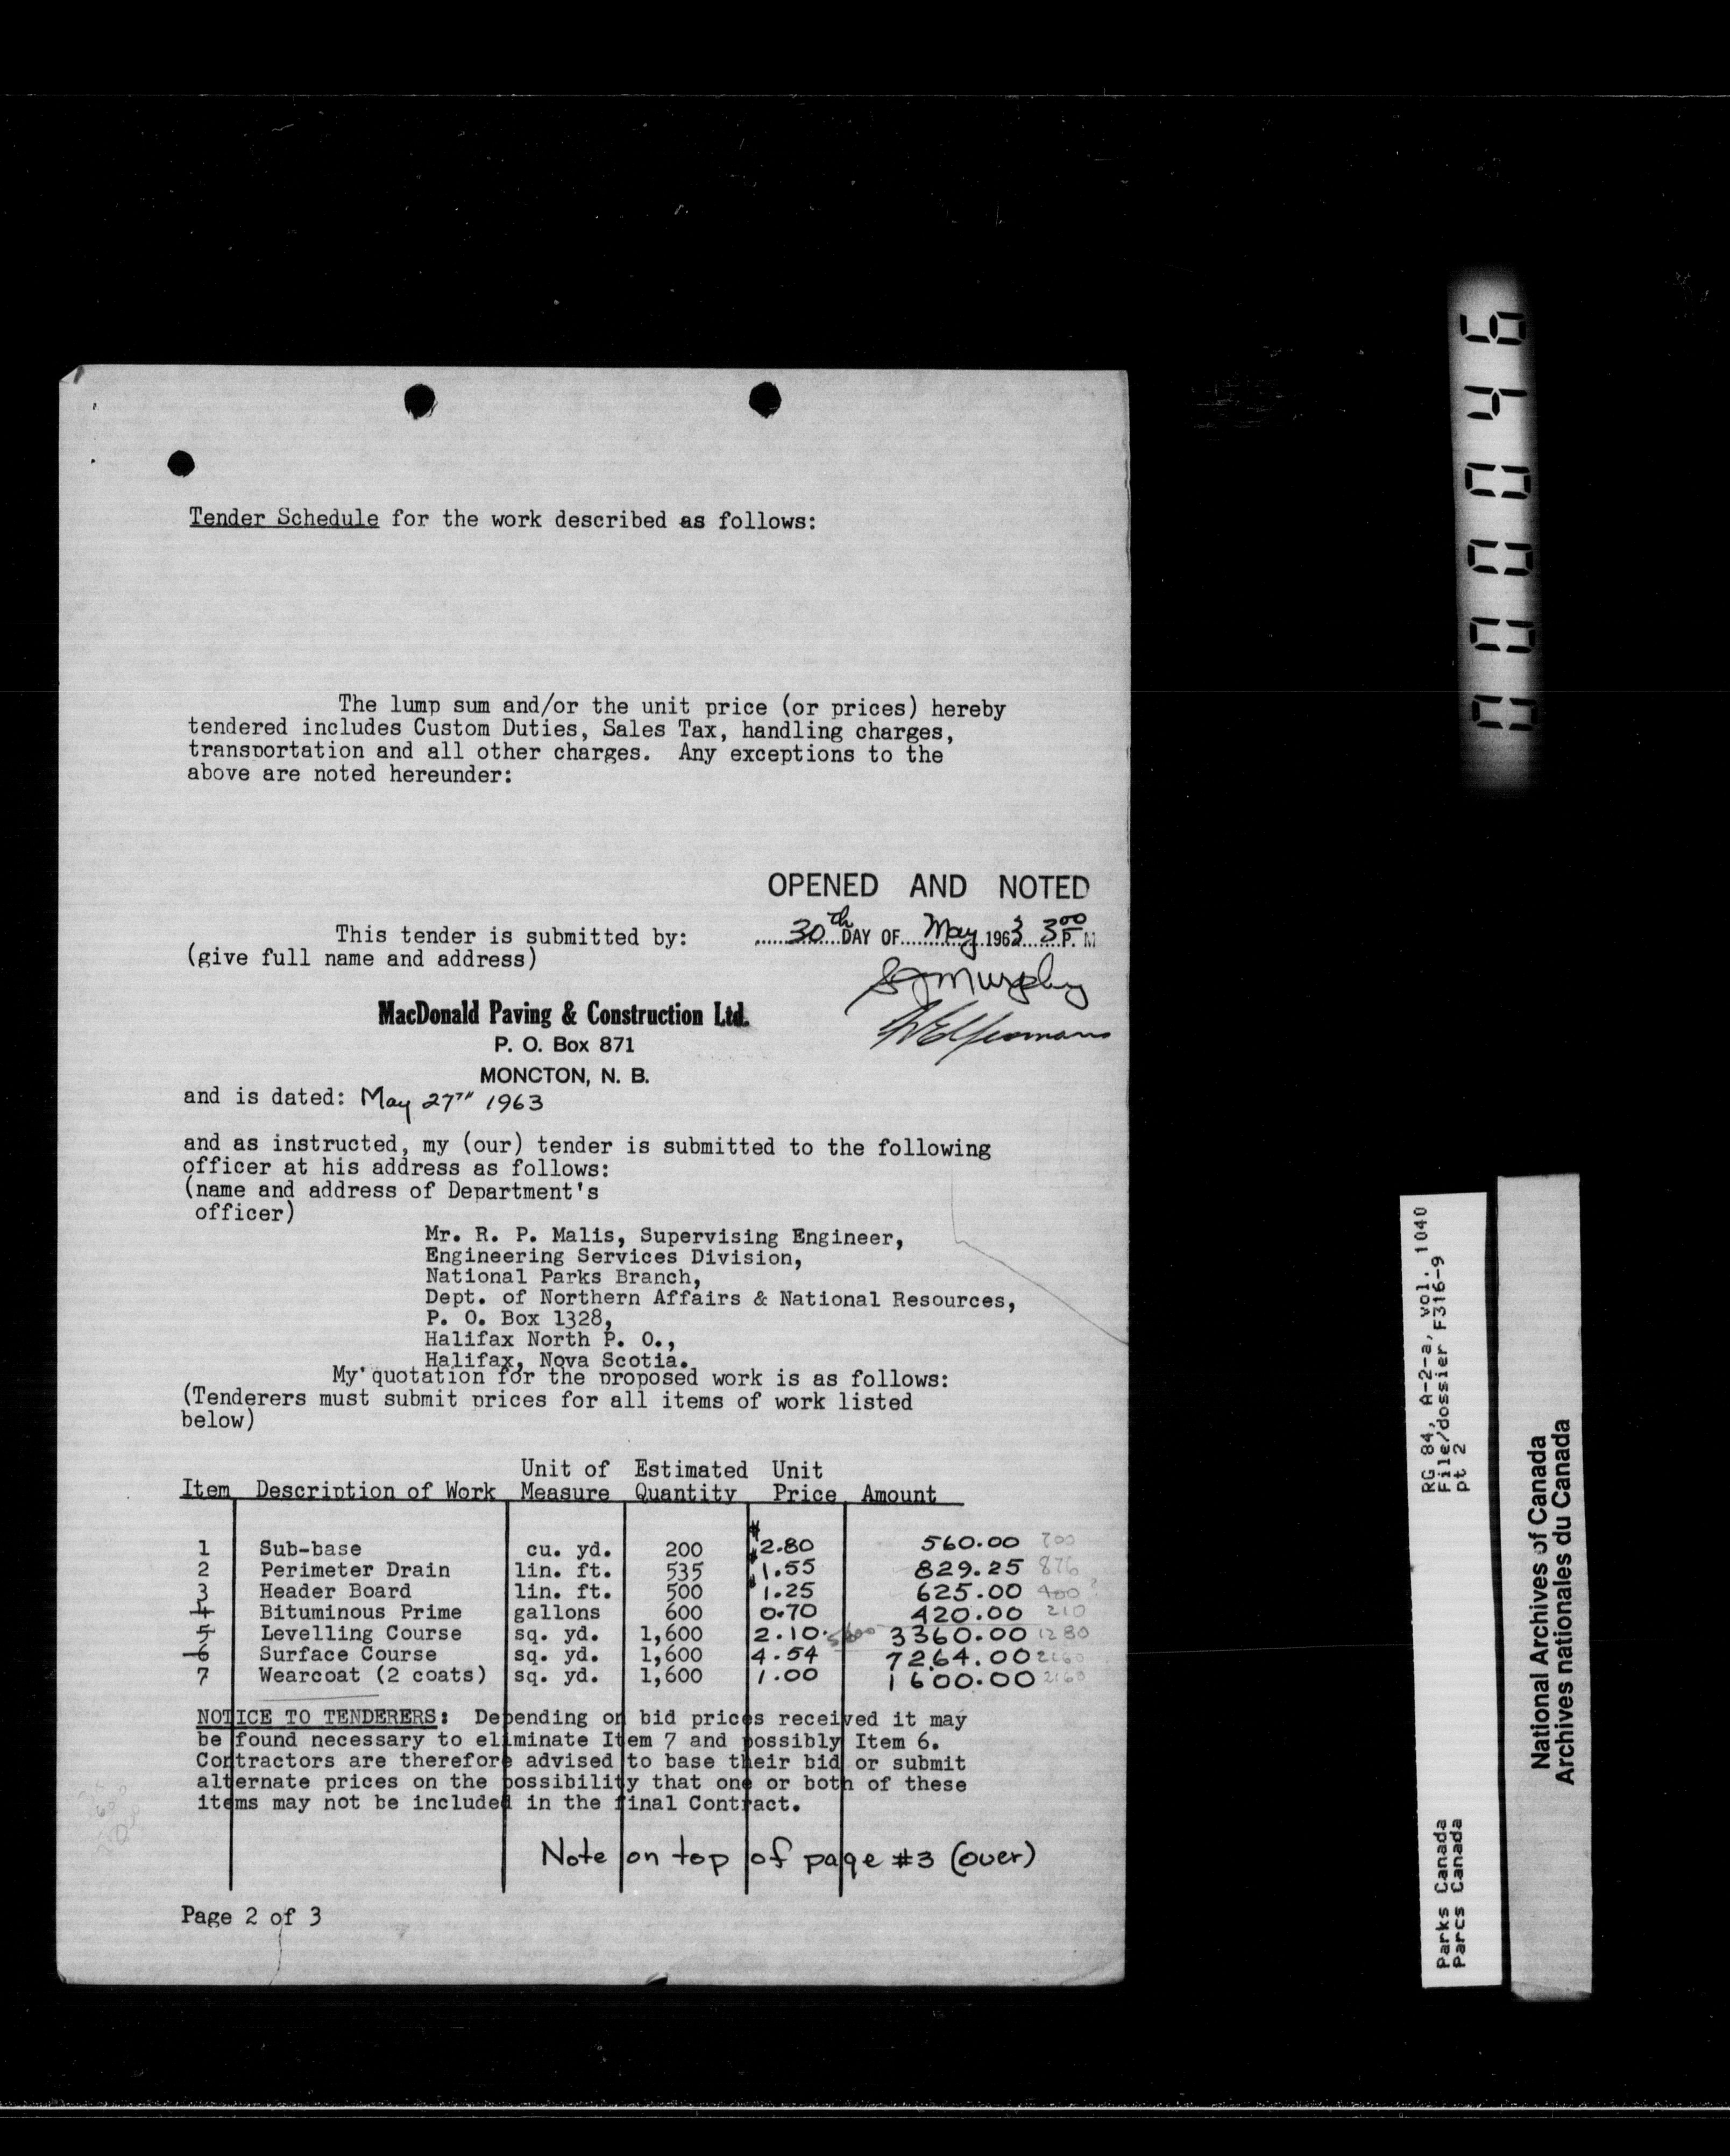 Tender Schedule for the work described as follows:
The lump sum and/or the unit price (or prices) hereby
tendered includes Custom Duties, Sales Tax, handling charges,
transportation and all other charges. Any exceptions to the
above are noted hereunder:
OPENED AND NOTED
30th DAY OF May 1963 3:00 P. M
This tender is submitted by:
(give full name and address)
Murphy
MacDonald Paving & Construction Ltd.
P. O. Box 871
MONCTON, N. B.
and is dated: May 27TH 1963
and as instructed, my (our) tender is submitted to the following
officer at his address as follows:
(name and address of Department's
officer)
Mr. R. P. Malis, Supervising Engineer,
Engineering Services Division,
National Parks Branch,
Dept. of Northern Affairs & National Resources,
P. O. Box 1328,
Halifax North P. O.,
Halifax, Nova Scotia.
My quotation for the proposed work is as follows:
(Tenderers must submit prices for all items of work listed
below)
Unit of Estimated Unit
Item Description of Work Measure Quantity Price Amount
1 Sub-base cu. yd. 200 $2.80 560.00 700
2 Perimeter Drain lin. ft. 535 $1.55 829.25 876
3 Header Board lin. ft. 500 $1.25 625.00 400
4 Bituminous Prime gallons 600 0.70 420.00 210
5 Levelling Course sq. yd. 1,600 2.10 3360.00 1280
6 Surface Course sq. yd. 1,600 4.54 7264.00 2160
7 Wearcoat (2 coats) sq. yd. 1,600 1.00 1600.00 2160
NOTICE TO TENDERERS: Depending on bid prices received it may
be found necessary to eliminate Item 7 and possibly Item 6.
Contractors are therefore advised to base their bid or submit
alternate prices on the possibility that one or both of these
items may not be included in the final Contract.
Note on top of page #3 (over)
Page 2 of 3
000046
RG 84, A-2-a, vol. 1040
File/dossier F316-9
pt 2
Parks Canada
Parcs Canada
National Archives of Canada
Archives nationales du Canada